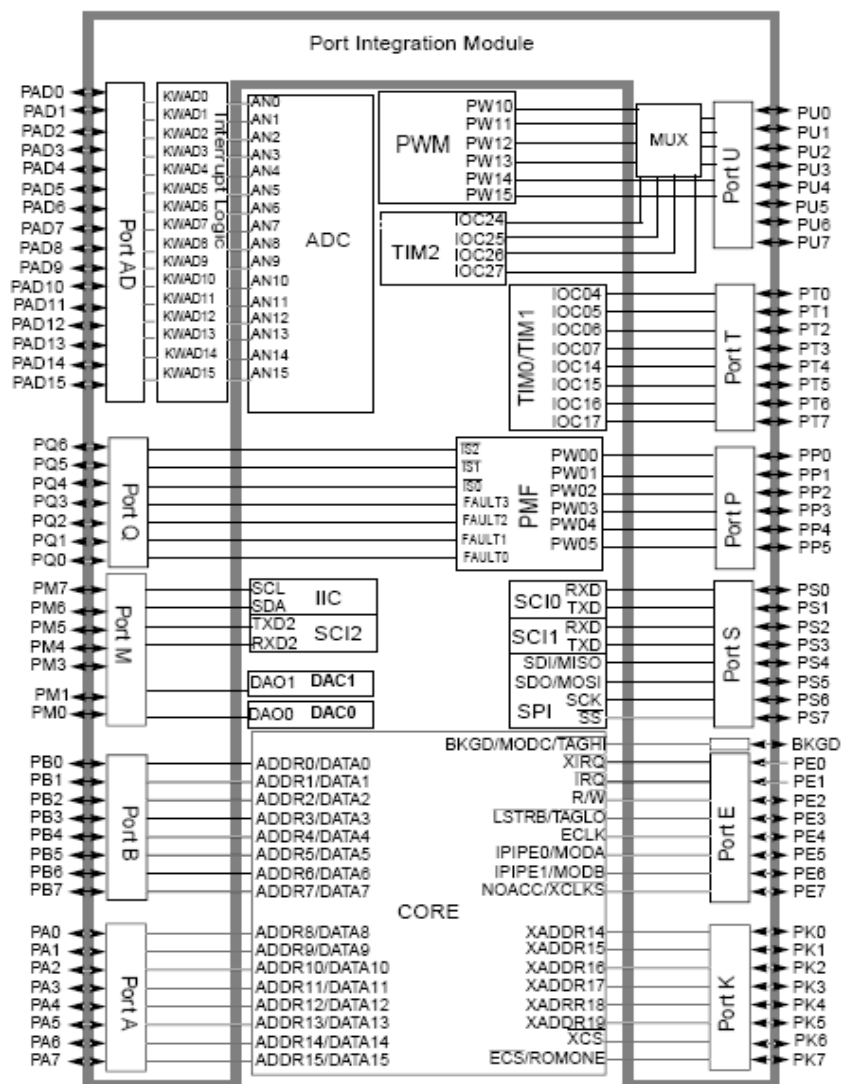 Port Integration Module
PAD0
PAD1
PAD2
PAD3
PAD4
PAD5
PAD6
PAD7
PAD8
PAD9
PAD10
PAD11
PAD12
PAD13
PAD14
PAD15
Port AD
KWAD0
KWAD1
KWAD2
KWAD3
KWAD4
KWAD5
KWAD6
KWAD7
KWAD8
KWAD9
KWAD10
KWAD11
KWAD12
KWAD13
KWAD14
KWAD15
Interrupt Logic
AN0
AN1
AN2
AN3
AN4
AN5
AN6
AN7
AN8
AN9
AN10
AN11
AN12
AN13
AN14
AN15
ADC
PWM
PW10
PW11
PW12
PW13
PW14
PW15
MUX
TIM2
IOC24
IOC25
IOC26
IOC27
Port U
PU0
PU1
PU2
PU3
PU4
PU5
PU6
PU7
TIM0/TIM1
IOC04
IOC05
IOC06
IOC07
IOC14
IOC15
IOC16
IOC17
Port T
PT0
PT1
PT2
PT3
PT4
PT5
PT6
PT7
PQ6
PQ5
PQ4
PQ3
PQ2
PQ1
PQ0
Port Q
IS2
IS1
IS0
FAULT3
FAULT2
FAULT1
FAULT0
PMF
PW00
PW01
PW02
PW03
PW04
PW05
Port P
PP0
PP1
PP2
PP3
PP4
PP5
PM7
PM6
PM5
PM4
PM3
PM1
PM0
Port M
SCL
SDA
IIC
TXD2
RXD2
SCI2
DAO1 DAC1
DAO0 DAC0
SCI0
RXD
TXD
SCI1
RXD
TXD
SDI/MISO
SDO/MOSI
SCK
SPI
SS
Port S
PS0
PS1
PS2
PS3
PS4
PS5
PS6
PS7
PB0
PB1
PB2
PB3
PB4
PB5
PB6
PB7
Port B
ADDR0/DATA0
ADDR1/DATA1
ADDR2/DATA2
ADDR3/DATA3
ADDR4/DATA4
ADDR5/DATA5
ADDR6/DATA6
ADDR7/DATA7
PA0
PA1
PA2
PA3
PA4
PA5
PA6
PA7
Port A
ADDR8/DATA8
ADDR9/DATA9
ADDR10/DATA10
ADDR11/DATA11
ADDR12/DATA12
ADDR13/DATA13
ADDR14/DATA14
ADDR15/DATA15
CORE
BKGD/MODC/TAGHI
XIRQ
IRQ
R/W
LSTRB/TAGLO
ECLK
IPIPE0/MODA
IPIPE1/MODB
NOACC/XCLKS
Port E
BKGD
PE0
PE1
PE2
PE3
PE4
PE5
PE6
PE7
XADDR14
XADDR15
XADDR16
XADDR17
XADRR18
XADDR19
XCS
ECS/ROMONE
Port K
PK0
PK1
PK2
PK3
PK4
PK5
PK6
PK7